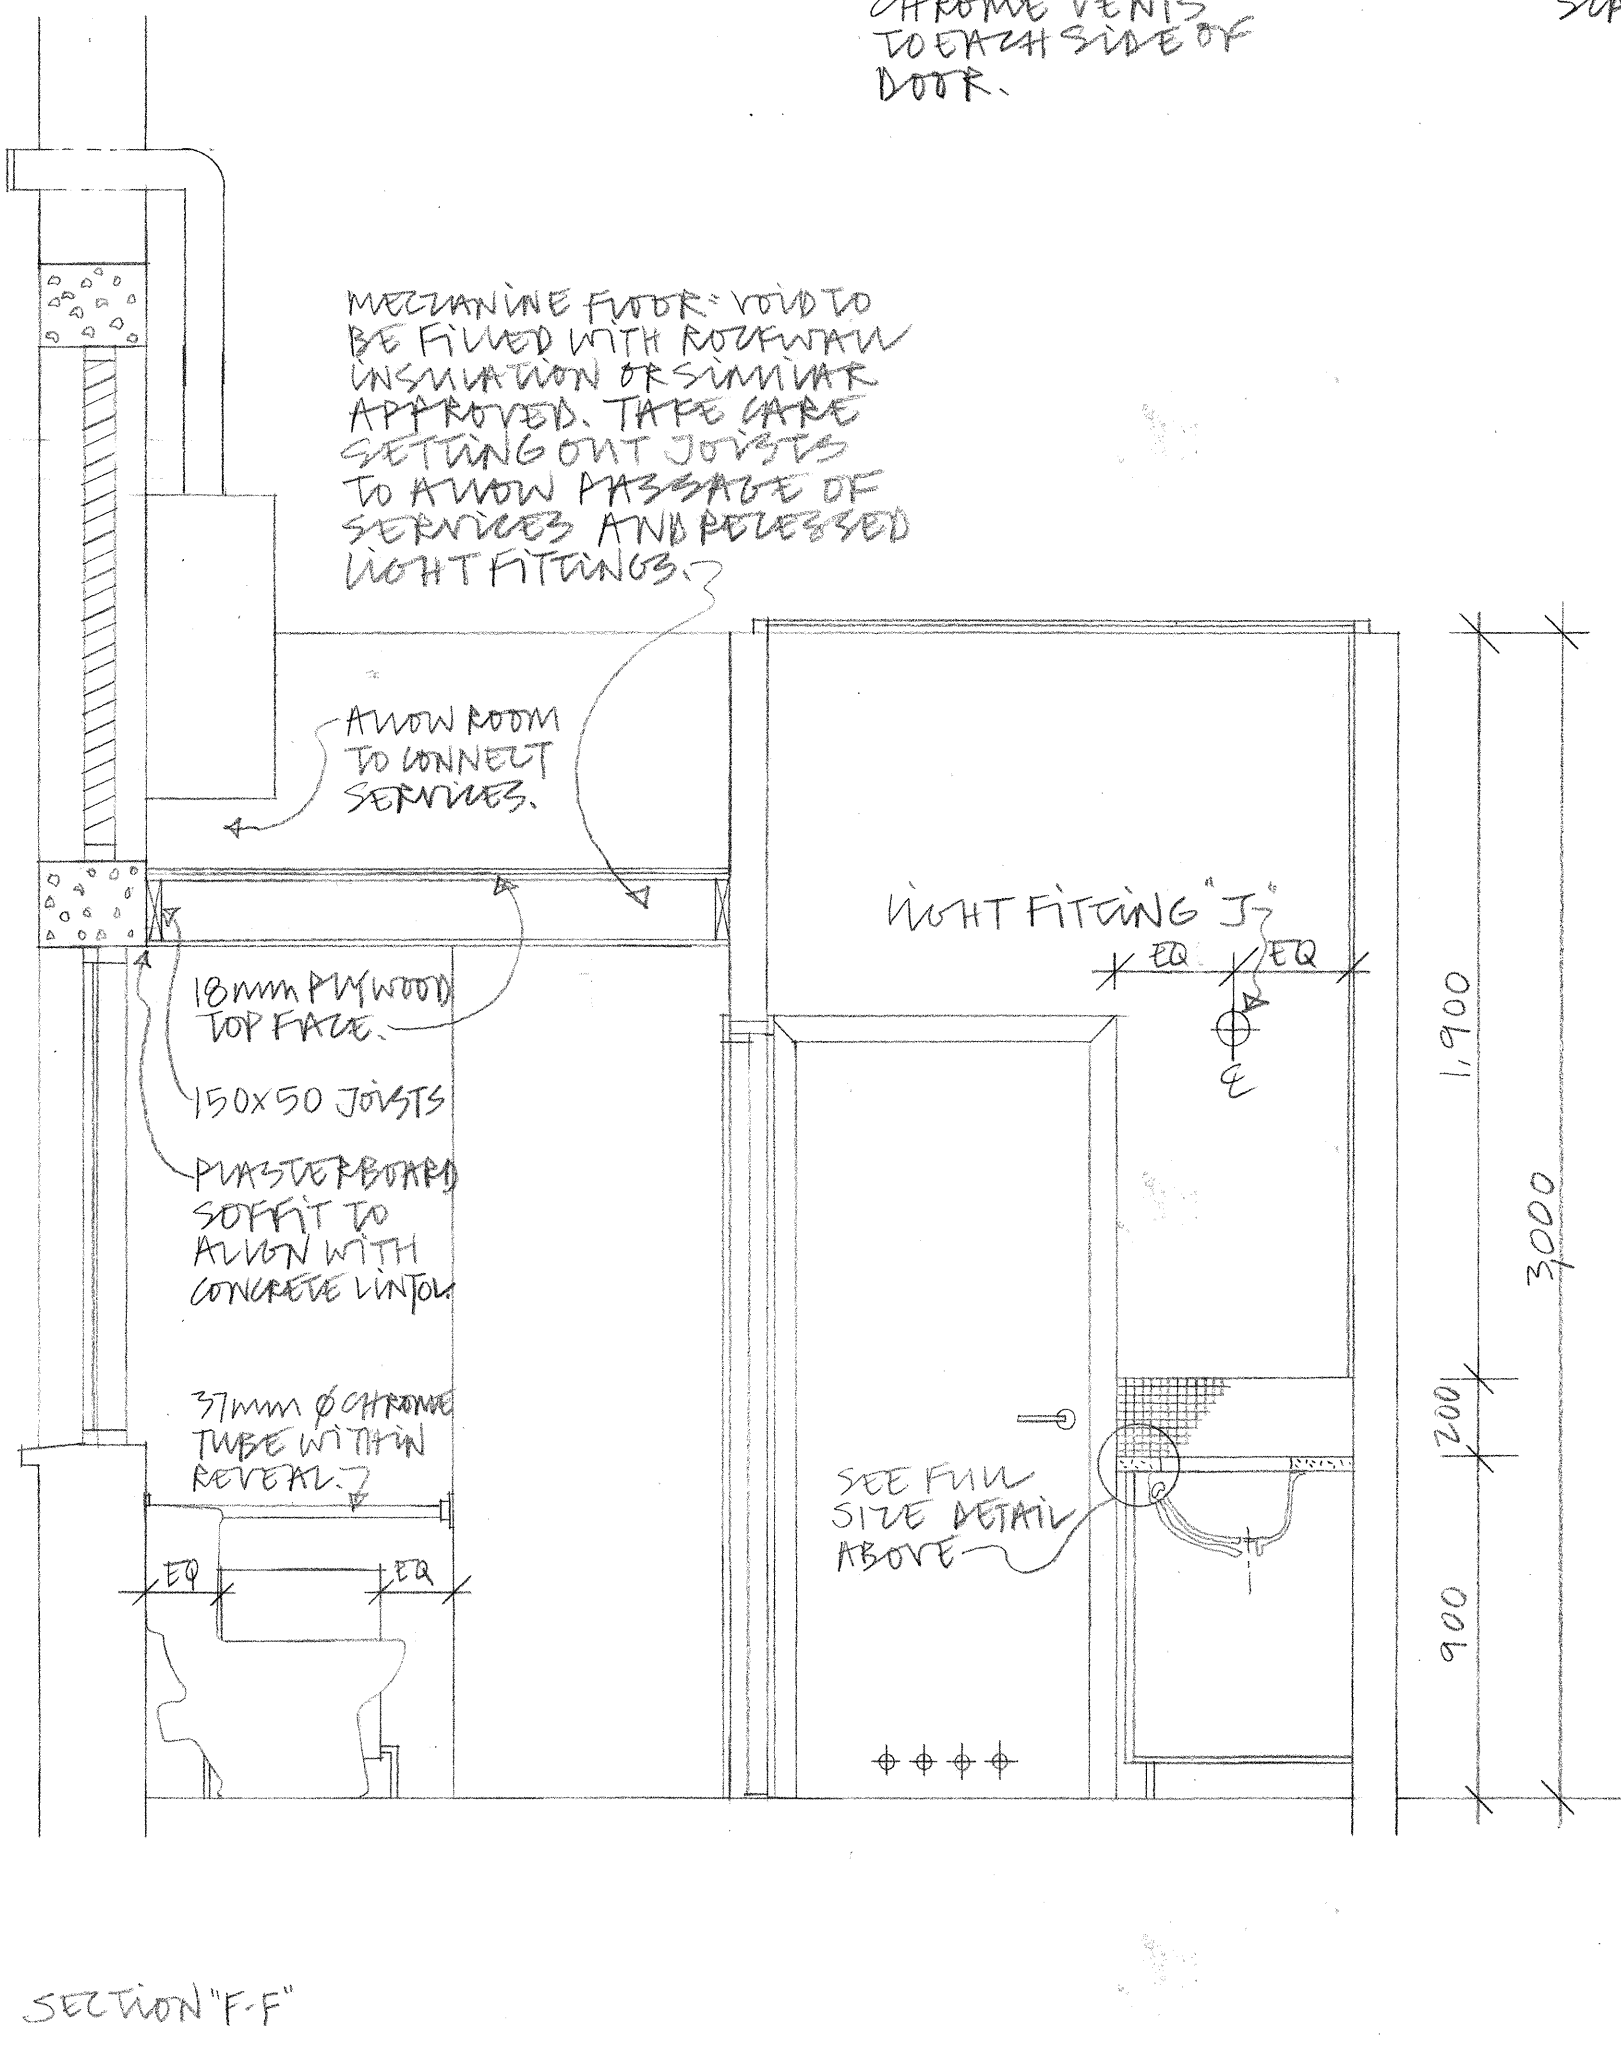 CHROME VENTS
TO EACH SIDE OF
DOOR.
MEZZANINE FLOOR: VOID TO
BE FILLED WITH ROCKWALL
INSULATION OR SIMILAR
APPROVED. TAKE CARE
SETTING OUT JOISTS
TO ALLOW PASSAGE OF
SERVICES AND RECESSED
LIGHT FITTINGS.
ALLOW ROOM
TO CONNECT
SERVICES.
LIGHT FITTING "J"
EQ EQ
18mm PLYWOOD
TOP FACE.
150x50 JOISTS
PLASTERBOARD
SOFFIT TO
ALIGN WITH
CONCRETE LINTOL
37mm Ø CHROME
TUBE WITHIN
REVEAL.
EQ EQ
SEE FULL
SIZE DETAIL
ABOVE
1,900
3,000
200
900
SECTION "F-F"